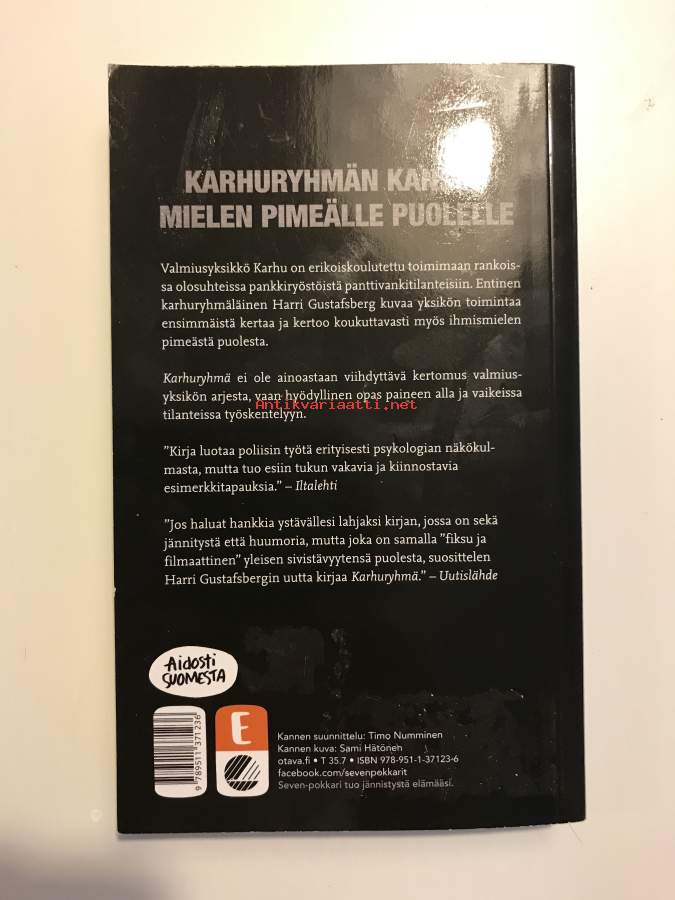 KARHURYHMÄN
MIELEN PIMEÄLLE PUOLELLE
Valmiusyksikkö Karhu on erikoiskoulutettu toimimaan rankois-
sa olosuhteissa pankkiryöstöistä panttivankitilanteisiin. Entinen
karhuryhmäläinen Harri Gustafsberg kuvaa yksikön toimintaa
ensimmäistä kertaa ja kertoo koukuttavasti myös ihmismielen
pimeästä puolesta.
Karhuryhmä ei ole ainoastaan viihdyttävä kertomus valmius-
yksikön arjesta, vaan hyödyllinen opas paineen alla ja vaikeissa
Antikvariaatti.net
tilanteissa työskentelyyn.
”Kirja luotaa poliisin työtä erityisesti psykologian näkökul-
masta, mutta tuo esiin tukun vakavia ja kiinnostavia
esimerkkitapauksia.” – Iltalehti
”Jos haluat hankkia ystävällesi lahjaksi kirjan, jossa on sekä
jännitystä että huumoria, mutta joka on samalla ”fiksu ja
filmaattinen” yleisen sivistävyytensä puolesta, suosittelen
Harri Gustafsbergin uutta kirjaa Karhuryhmä.” – Uutislähde
Aidosti
SUOMESTA
9 789511 371236
E
Kannen suunnittelu: Timo Numminen
Kannen kuva: Sami Hätönen
otava.fi • T 35.7 • ISBN 978-951-1-37123-6
facebook.com/sevenpokkarit
Seven-pokkari tuo jännistystä elämääsi.